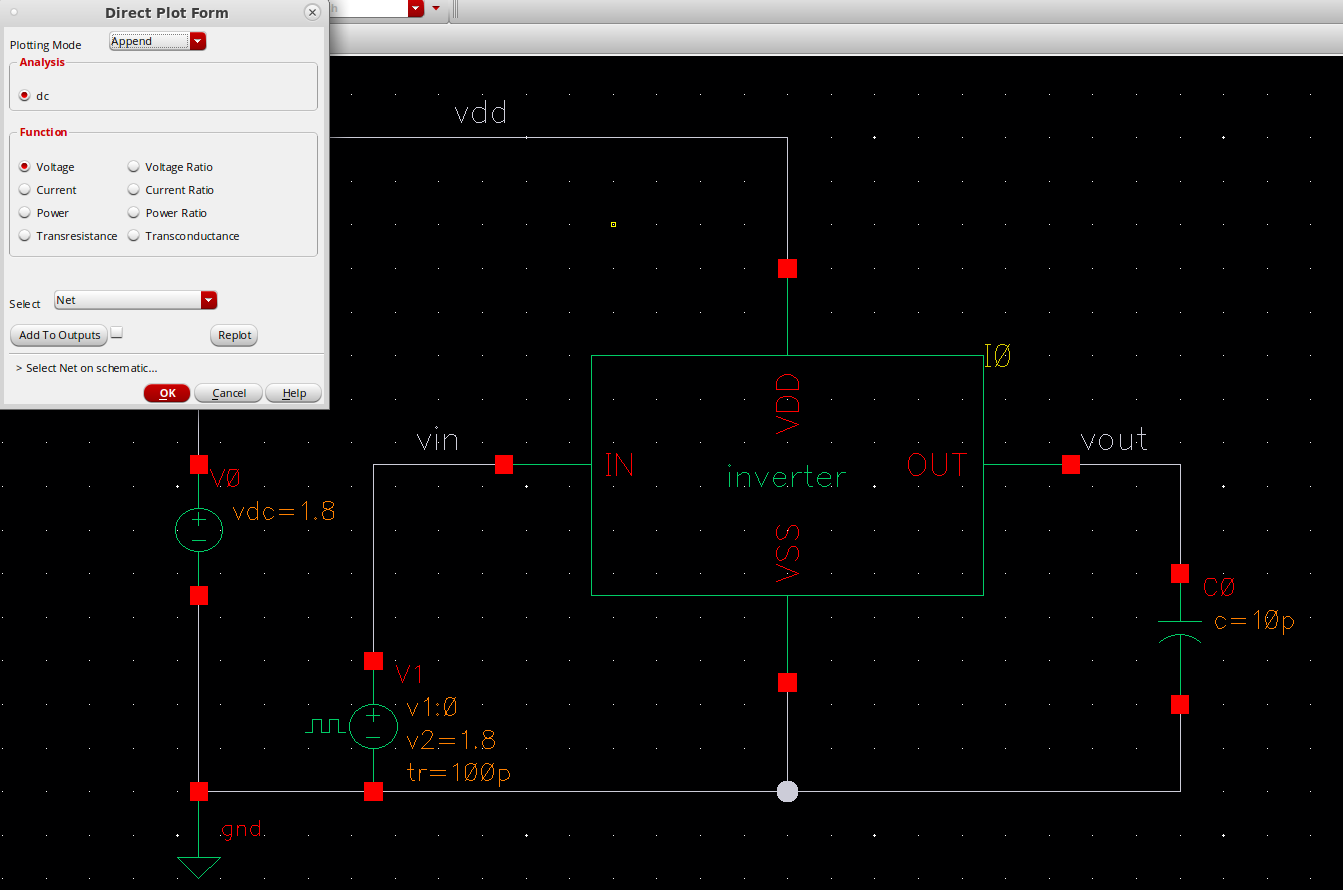 Direct Plot Form
h
Plotting Mode Append
Analysis
dc
Function
Voltage Voltage Ratio
Current Current Ratio
Power Power Ratio
Transresistance Transconductance
Select Net
Add To Outputs Replot
> Select Net on schematic...
OK Cancel Help
vdd
I0
VDD
vin
vout
IN
inverter
OUT
VSS
V0
vdc=1.8
C0
c=10p
V1
v1:0
v2=1.8
tr=100p
gnd